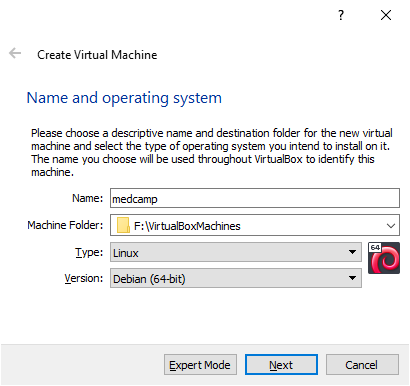 ?
Create Virtual Machine
Name and operating system
Please choose a descriptive name and destination folder for the new virtual
machine and select the type of operating system you intend to install on it.
The name you choose will be used throughout VirtualBox to identify this
machine.
Name: medcamp
Machine Folder: F:\VirtualBoxMachines
Type: Linux
64
Version: Debian (64-bit)
Expert Mode Next Cancel